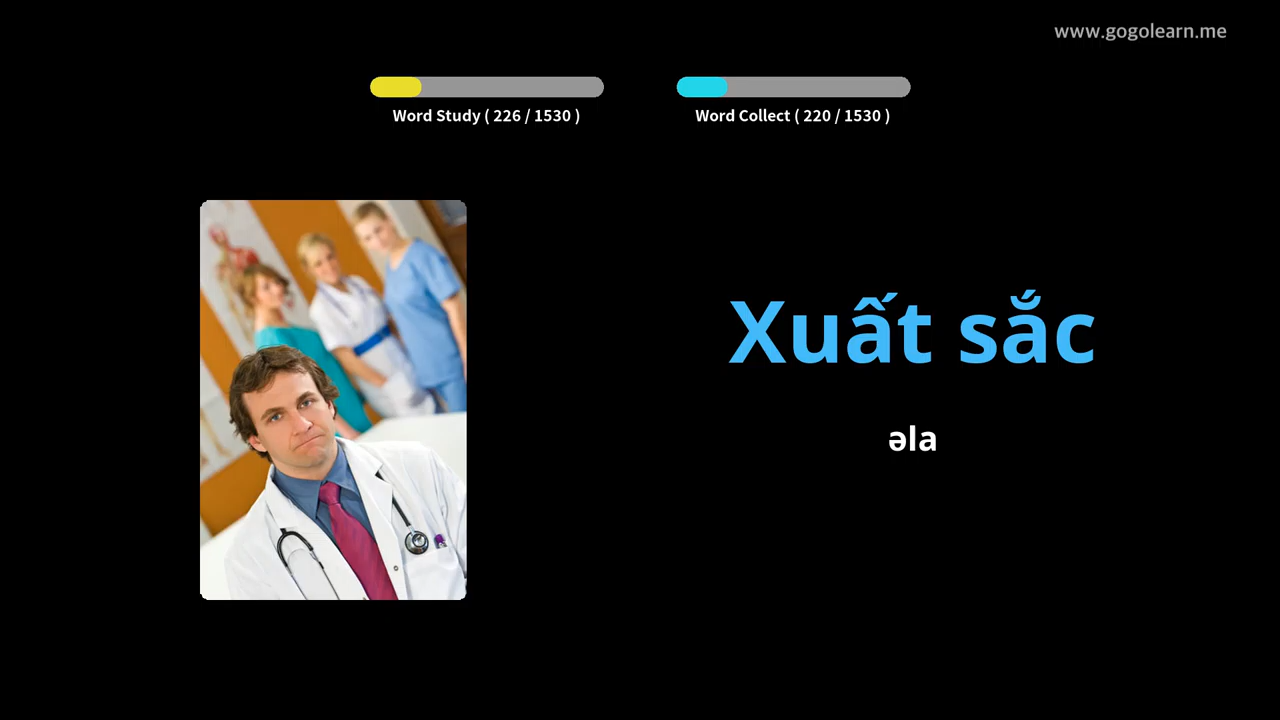 www.gogolearn.me
Word Study ( 226 / 1530 )
Word Collect ( 220 / 1530 )
Xuất sắc
əla